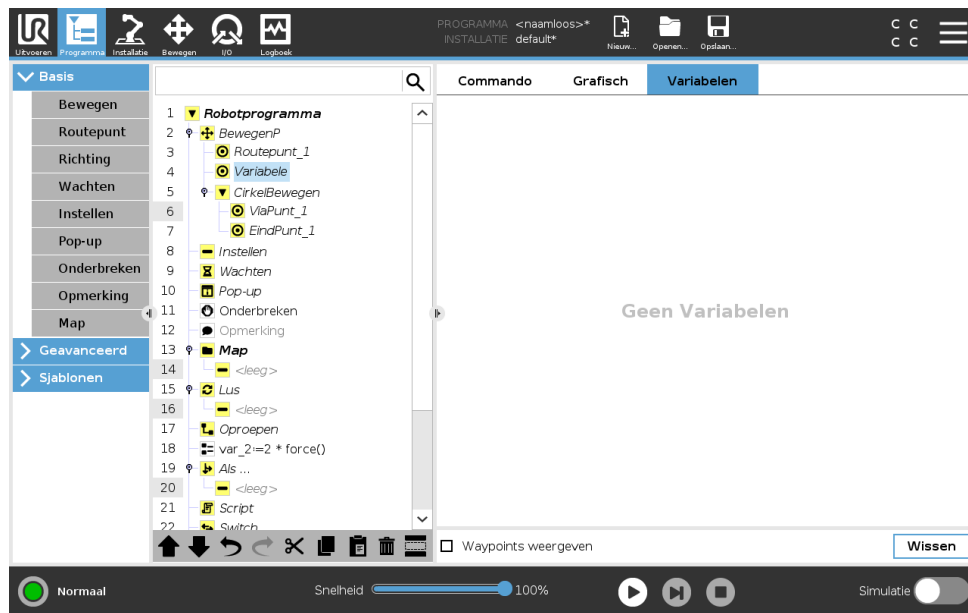 PROGRAMMA <naamloos>*
INSTALLATIE default*
Uitvoeren Programma Installatie Bewegen I/O Logboek Nieuw... Openen... Opslaan...
C C
C C
Basis
Bewegen
Routepunt
Richting
Wachten
Instellen
Pop-up
Onderbreken
Opmerking
Map
Geavanceerd
Sjablonen
1 Robotprogramma
2 BewegenP
3 Routepunt_1
4 Variabele
5 CirkelBewegen
6 ViaPunt_1
7 EindPunt_1
8 Instellen
9 Wachten
10 Pop-up
11 Onderbreken
12 Opmerking
13 Map
14 <leeg>
15 Lus
16 <leeg>
17 Oproepen
18 var_2:=2 * force()
19 Als ...
20 <leeg>
21 Script
22 Switch
Commando Grafisch Variabelen
Geen Variabelen
Waypoints weergeven Wissen
Normaal Snelheid 100% Simulatie